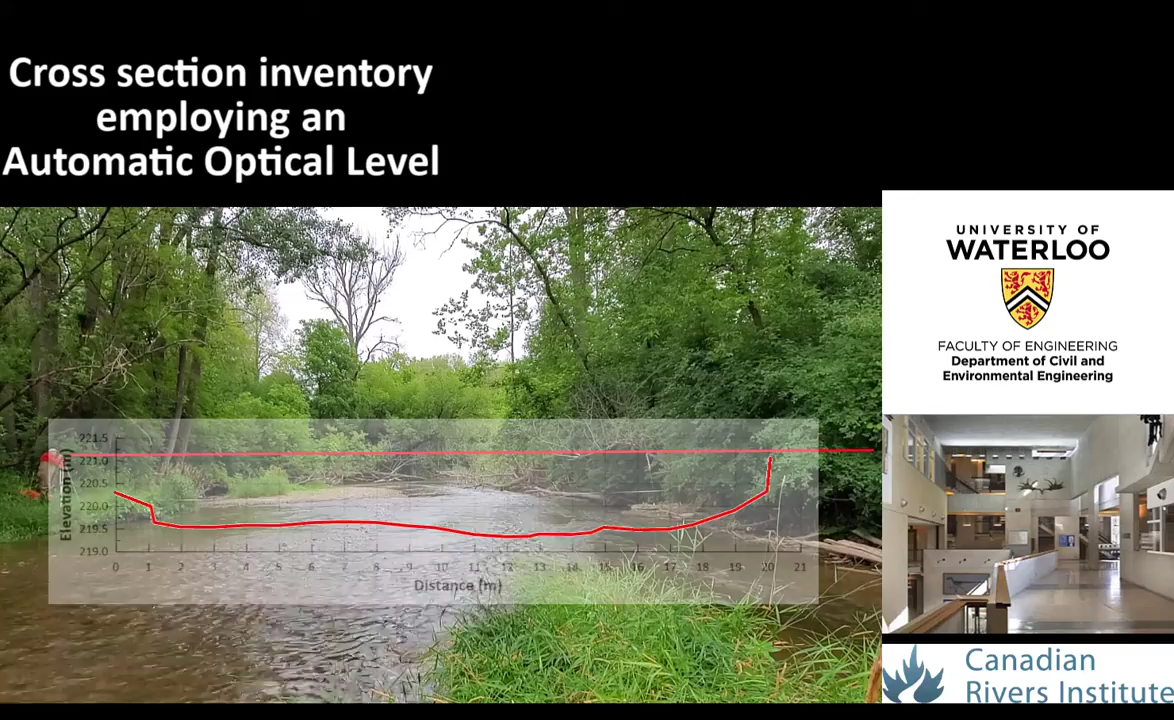 Cross section inventory
employing an
Automatic Optical Level
UNIVERSITY OF
WATERLOO
FACULTY OF ENGINEERING
Department of Civil and
Environmental Engineering
221.5
221.0
220.5
220.0
219.5
219.0
Elevation (m)
0 1 2 3 4 5 6 7 8 9 10 11 12 13 14 15 16 17 18 19 20 21
Distance (m)
Canadian
Rivers Institute